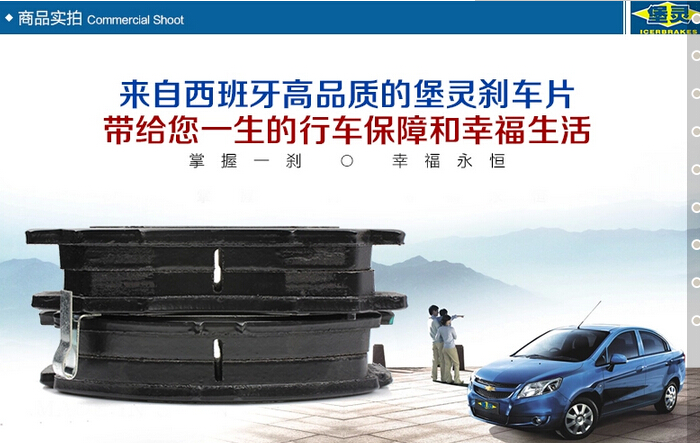 商品实拍 Commercial Shoot
堡灵
ICERBRAKES
来自西班牙高品质的堡灵刹车片
带给您一生的行车保障和幸福生活
掌握一刹 〇 幸福永恒